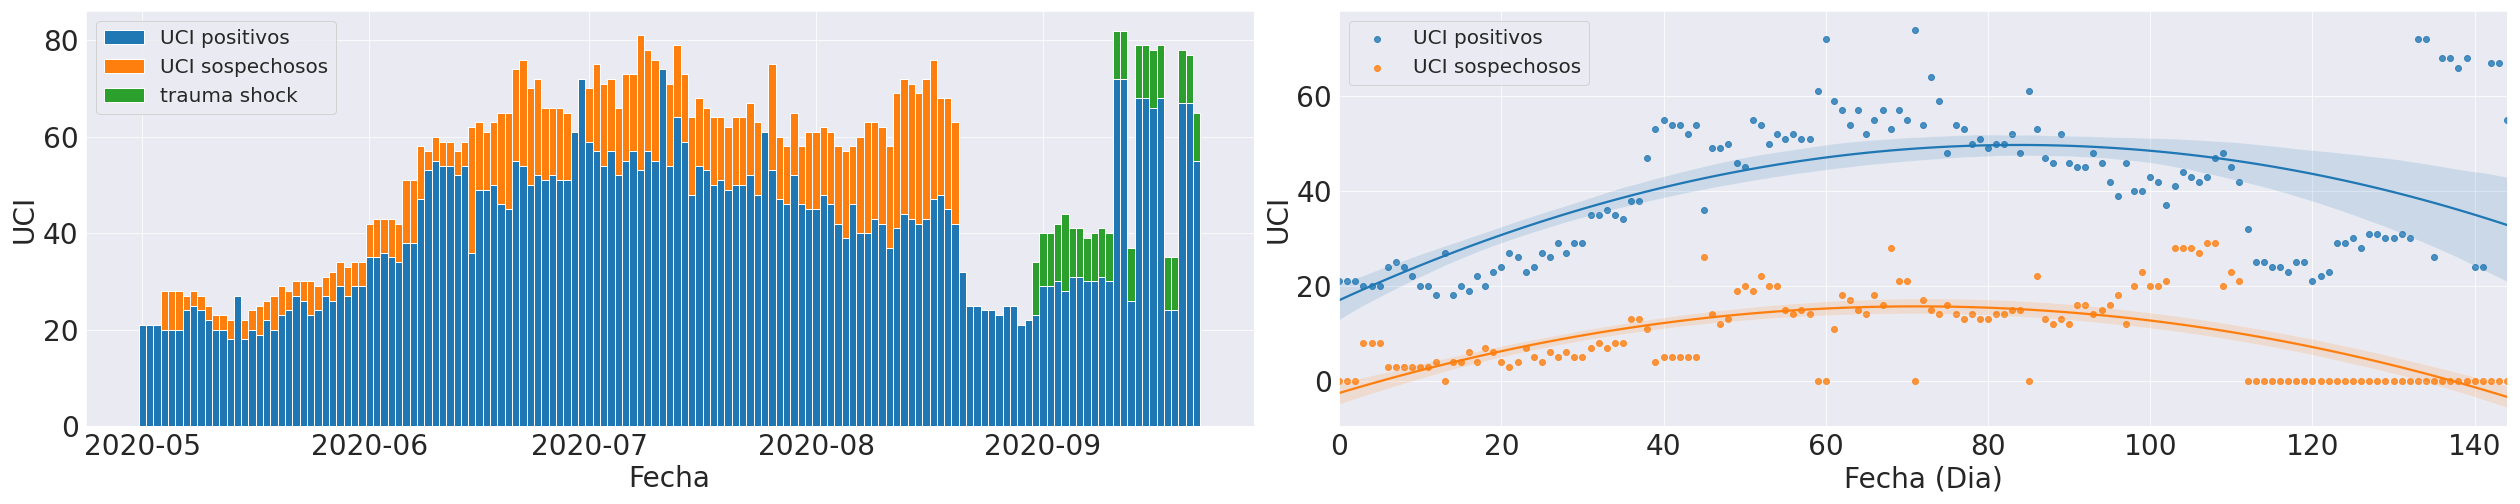 UCI positivos
UCI sospechosos
trauma shock
80
60
40
20
0
UCI
2020-05 2020-06 2020-07 2020-08 2020-09
Fecha
UCI positivos
UCI sospechosos
60
40
20
0
UCI
0 20 40 60 80 100 120 140
Fecha (Dia)